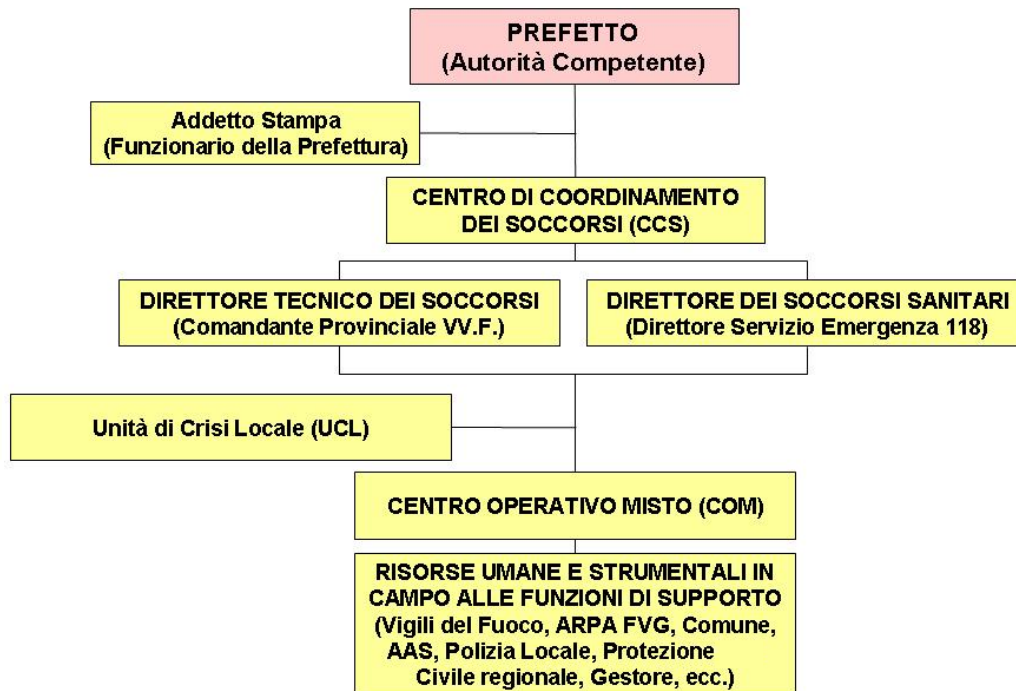 PREFETTO
(Autorità Competente)
Addetto Stampa
(Funzionario della Prefettura)
CENTRO DI COORDINAMENTO
DEI SOCCORSI (CCS)
DIRETTORE TECNICO DEI SOCCORSI
(Comandante Provinciale VV.F.)
DIRETTORE DEI SOCCORSI SANITARI
(Direttore Servizio Emergenza 118)
Unità di Crisi Locale (UCL)
CENTRO OPERATIVO MISTO (COM)
RISORSE UMANE E STRUMENTALI IN
CAMPO ALLE FUNZIONI DI SUPPORTO
(Vigili del Fuoco, ARPA FVG, Comune,
AAS, Polizia Locale, Protezione
Civile regionale, Gestore, ecc.)